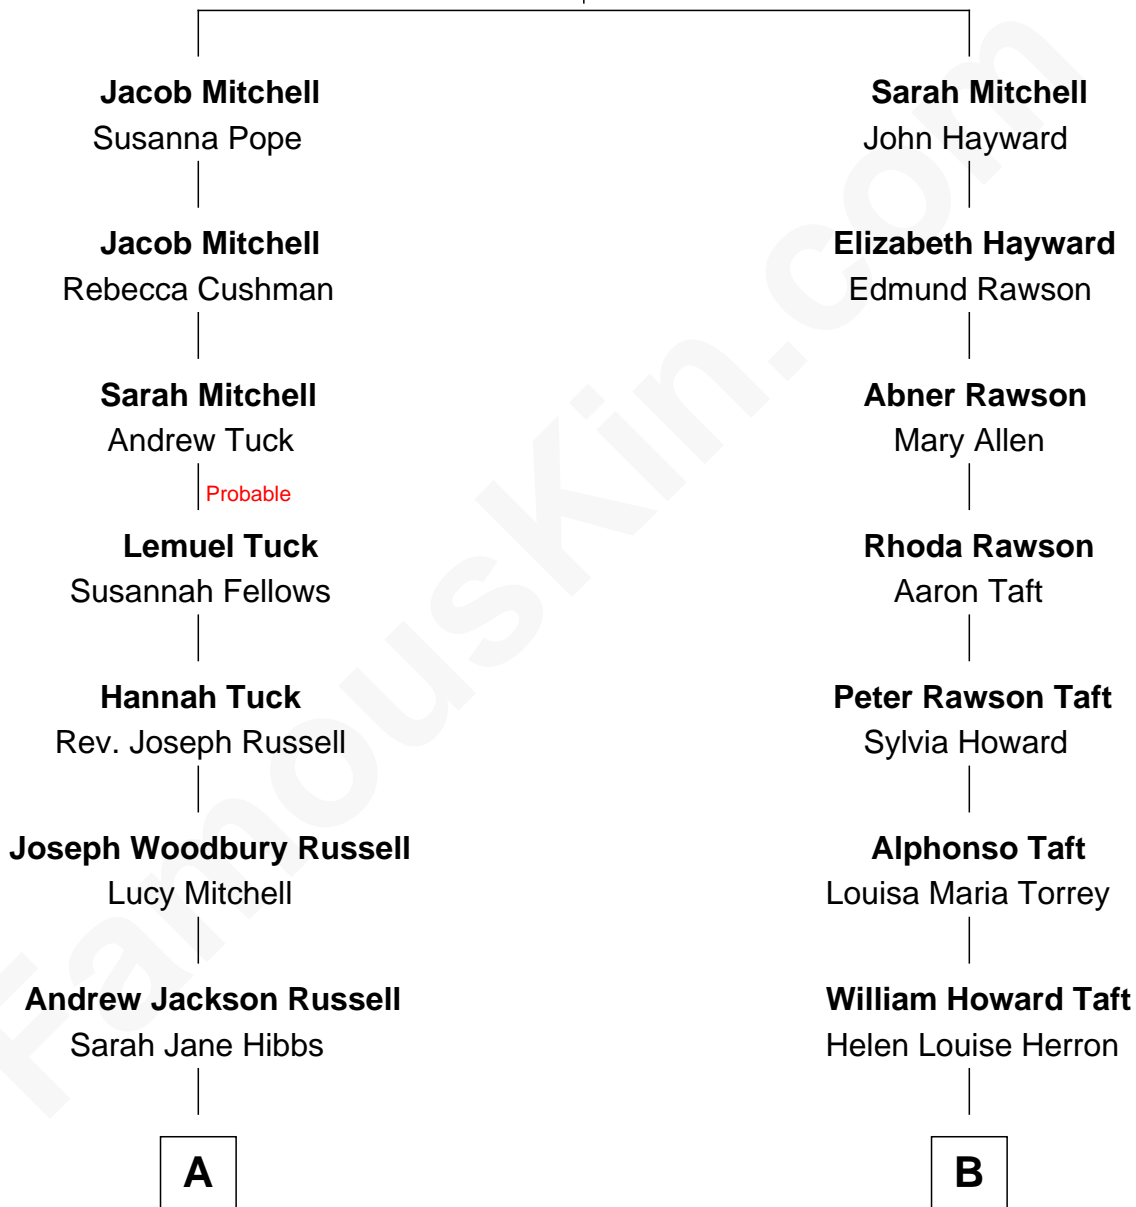 Jacob Mitchell
Susanna Pope
Jacob Mitchell
Rebecca Cushman
Sarah Mitchell
Andrew Tuck
Probable
Lemuel Tuck
Susannah Fellows
Hannah Tuck
Rev. Joseph Russell
Joseph Woodbury Russell
Lucy Mitchell
Andrew Jackson Russell
Sarah Jane Hibbs
A
Sarah Mitchell
John Hayward
Elizabeth Hayward
Edmund Rawson
Abner Rawson
Mary Allen
Rhoda Rawson
Aaron Taft
Peter Rawson Taft
Sylvia Howard
Alphonso Taft
Louisa Maria Torrey
William Howard Taft
Helen Louise Herron
B
FamousKin.com